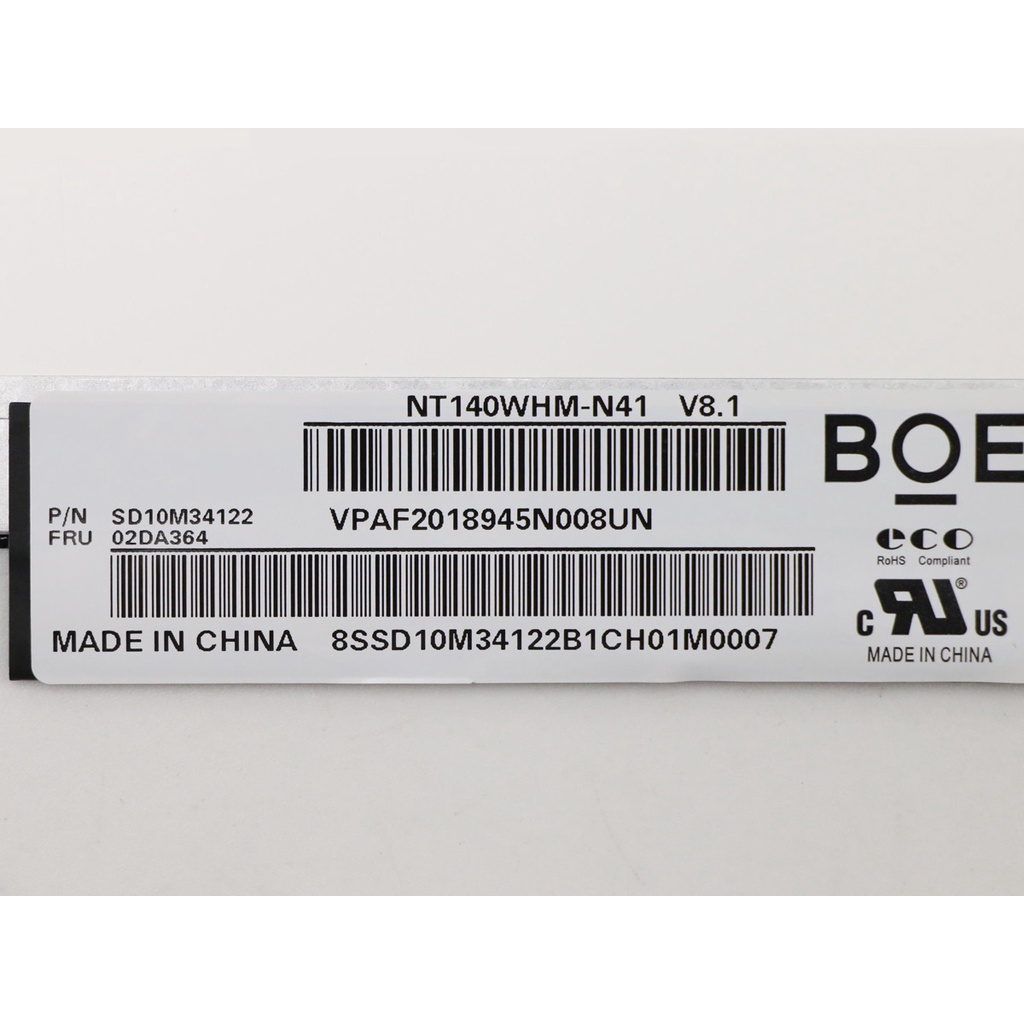 NT140WHM-N41 V8.1
BOE
P/N SD10M34122 VPAF2018945N008UN
FRU 02DA364
eco
RoHS Compliant
C RU ® US
MADE IN CHINA 8SSD10M34122B1CH01M0007
MADE IN CHINA